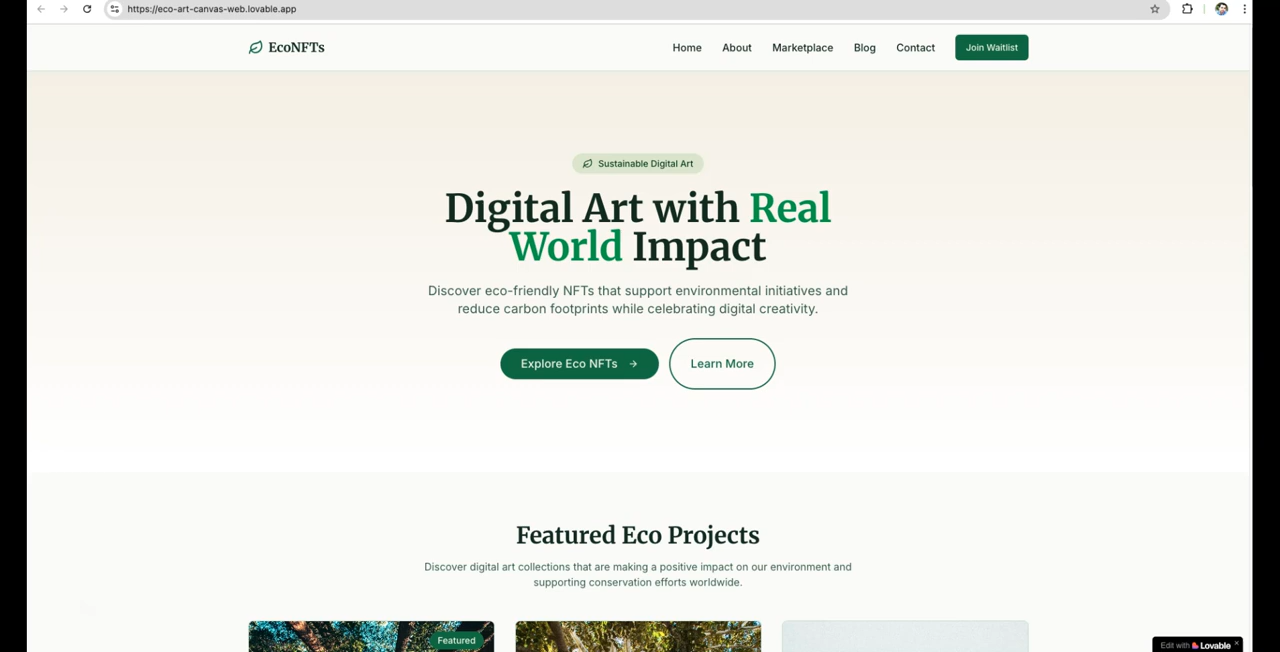 https://eco-art-canvas-web.lovable.app
EcoNFTs
Home
About
Marketplace
Blog
Contact
Join Waitlist
Sustainable Digital Art
Digital Art with Real
World Impact
Discover eco-friendly NFTs that support environmental initiatives and
reduce carbon footprints while celebrating digital creativity.
Explore Eco NFTs →
Learn More
Featured Eco Projects
Discover digital art collections that are making a positive impact on our environment and
supporting conservation efforts worldwide.
Featured
Edit with Lovable ×